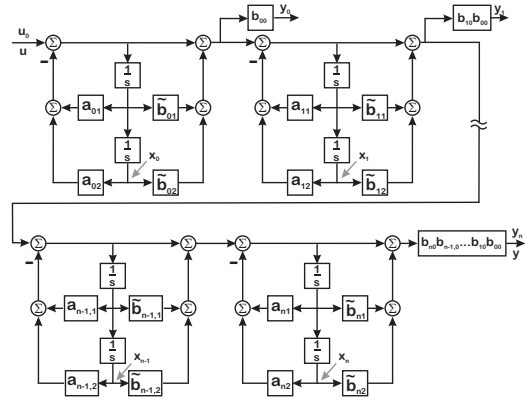 u₀
u
b₀₀
y₀
b₁₀b₀₀
y₁
Σ
Σ
Σ
Σ
1/s
1/s
Σ
a₀₁
b̃₀₁
Σ
Σ
a₁₁
b̃₁₁
Σ
1/s
x₀
1/s
x₁
a₀₂
b̃₀₂
a₁₂
b̃₁₂
Σ
Σ
Σ
Σ
bₙ₀bₙ₋₁,₀...b₁₀b₀₀
yₙ
y
1/s
1/s
Σ
aₙ₋₁,₁
b̃ₙ₋₁,₁
Σ
Σ
aₙ₁
b̃ₙ₁
Σ
1/s
xₙ₋₁
1/s
xₙ
aₙ₋₁,₂
b̃ₙ₋₁,₂
aₙ₂
b̃ₙ₂